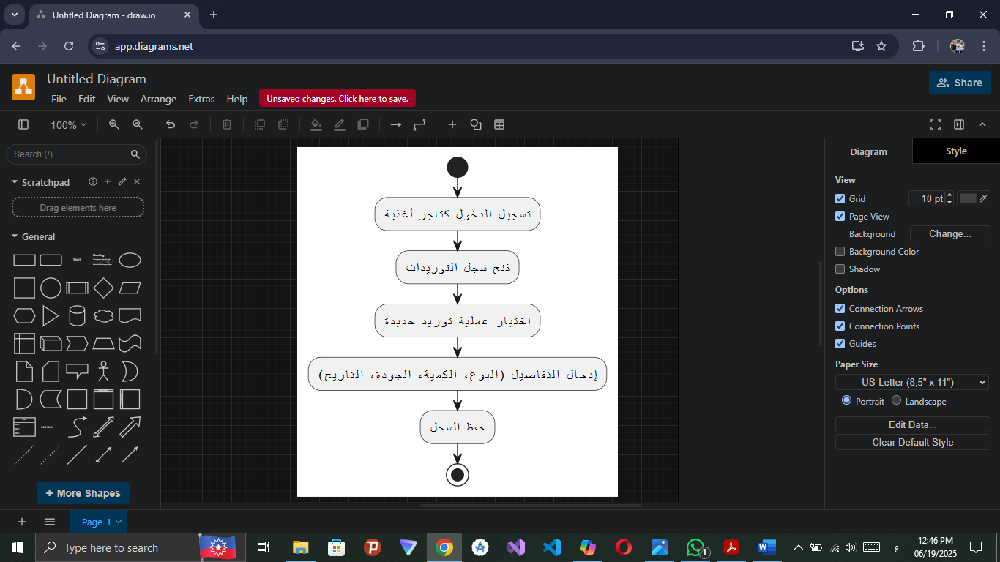 Untitled Diagram - draw.io
app.diagrams.net
Untitled Diagram
File Edit View Arrange Extras Help Unsaved changes. Click here to save.
Share
100%
Search (/)
Scratchpad
Drag elements here
General
Text
Heading
List Item
+ More Shapes
تسجيل الدخول كتاجر أغذية
فتح سجل التوريدات
اختيار عملية توريد جديدة
إدخال التفاصيل (النوع، الكمية، الجودة، التاريخ)
حفظ السجل
Diagram Style
View
Grid 10 pt
Page View
Background Change...
Background Color
Shadow
Options
Connection Arrows
Connection Points
Guides
Paper Size
US-Letter (8,5" x 11")
Portrait Landscape
Edit Data...
Clear Default Style
Page-1
Type here to search
1
ع
12:46 PM
06/19/2025